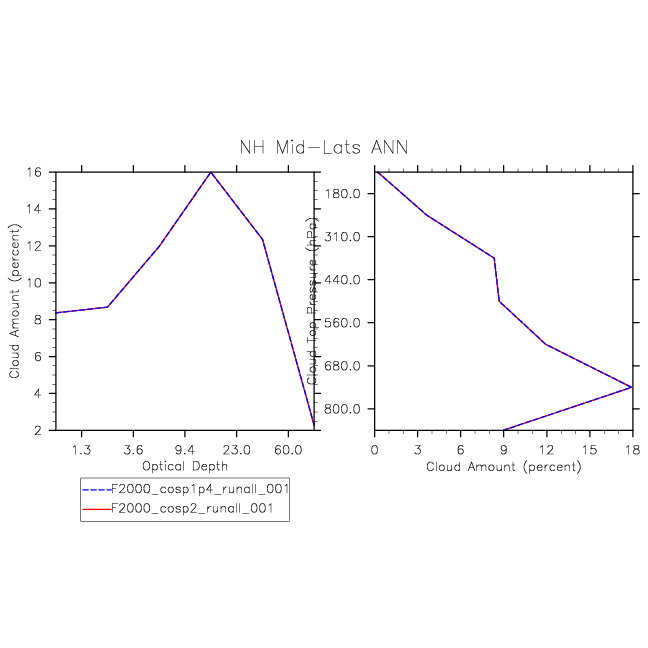 NH Mid-Lats ANN
Cloud Amount (percent)
16
14
12
10
8
6
4
2
1.3 3.6 9.4 23.0 60.0
Optical Depth
Cloud Top Pressure (hPa)
180.0
310.0
440.0
560.0
680.0
800.0
0 3 6 9 12 15 18
Cloud Amount (percent)
F2000_cosp1p4_runall_001
F2000_cosp2_runall_001